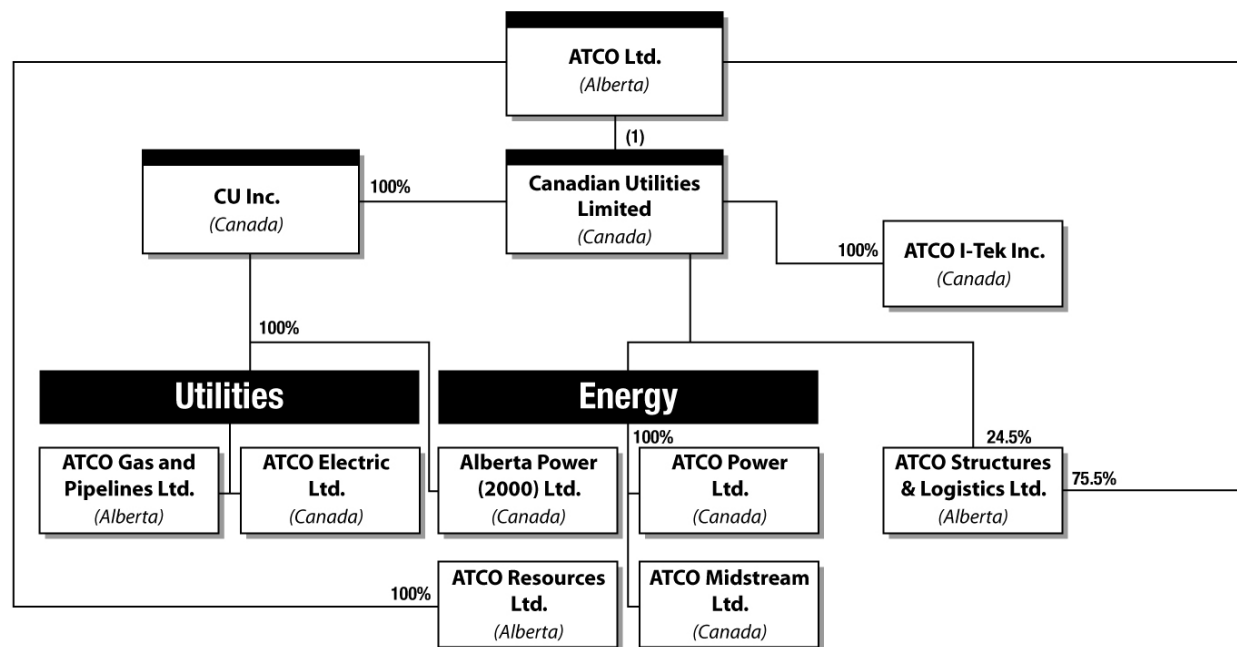 ATCO Ltd.
(Alberta)
(1)
CU Inc.
(Canada)
100%
Canadian Utilities
Limited
(Canada)
100%
ATCO I-Tek Inc.
(Canada)
100%
Utilities
Energy
ATCO Gas and
Pipelines Ltd.
(Alberta)
ATCO Electric
Ltd.
(Canada)
Alberta Power
(2000) Ltd.
(Canada)
100%
ATCO Power
Ltd.
(Canada)
24.5%
ATCO Structures
& Logistics Ltd.
(Alberta)
75.5%
100%
ATCO Resources
Ltd.
(Alberta)
ATCO Midstream
Ltd.
(Canada)